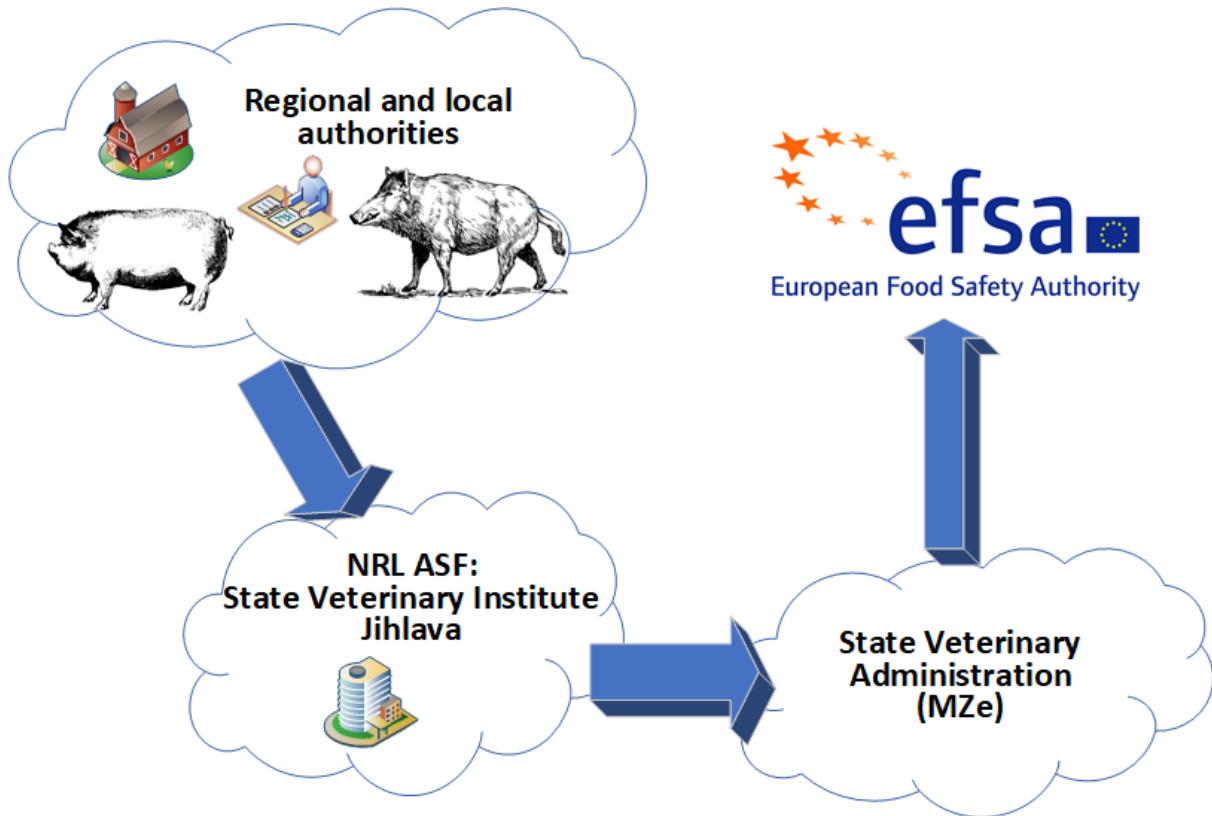 Regional and local
authorities
efsa
European Food Safety Authority
NRL ASF:
State Veterinary Institute
Jihlava
State Veterinary
Administration
(MZe)